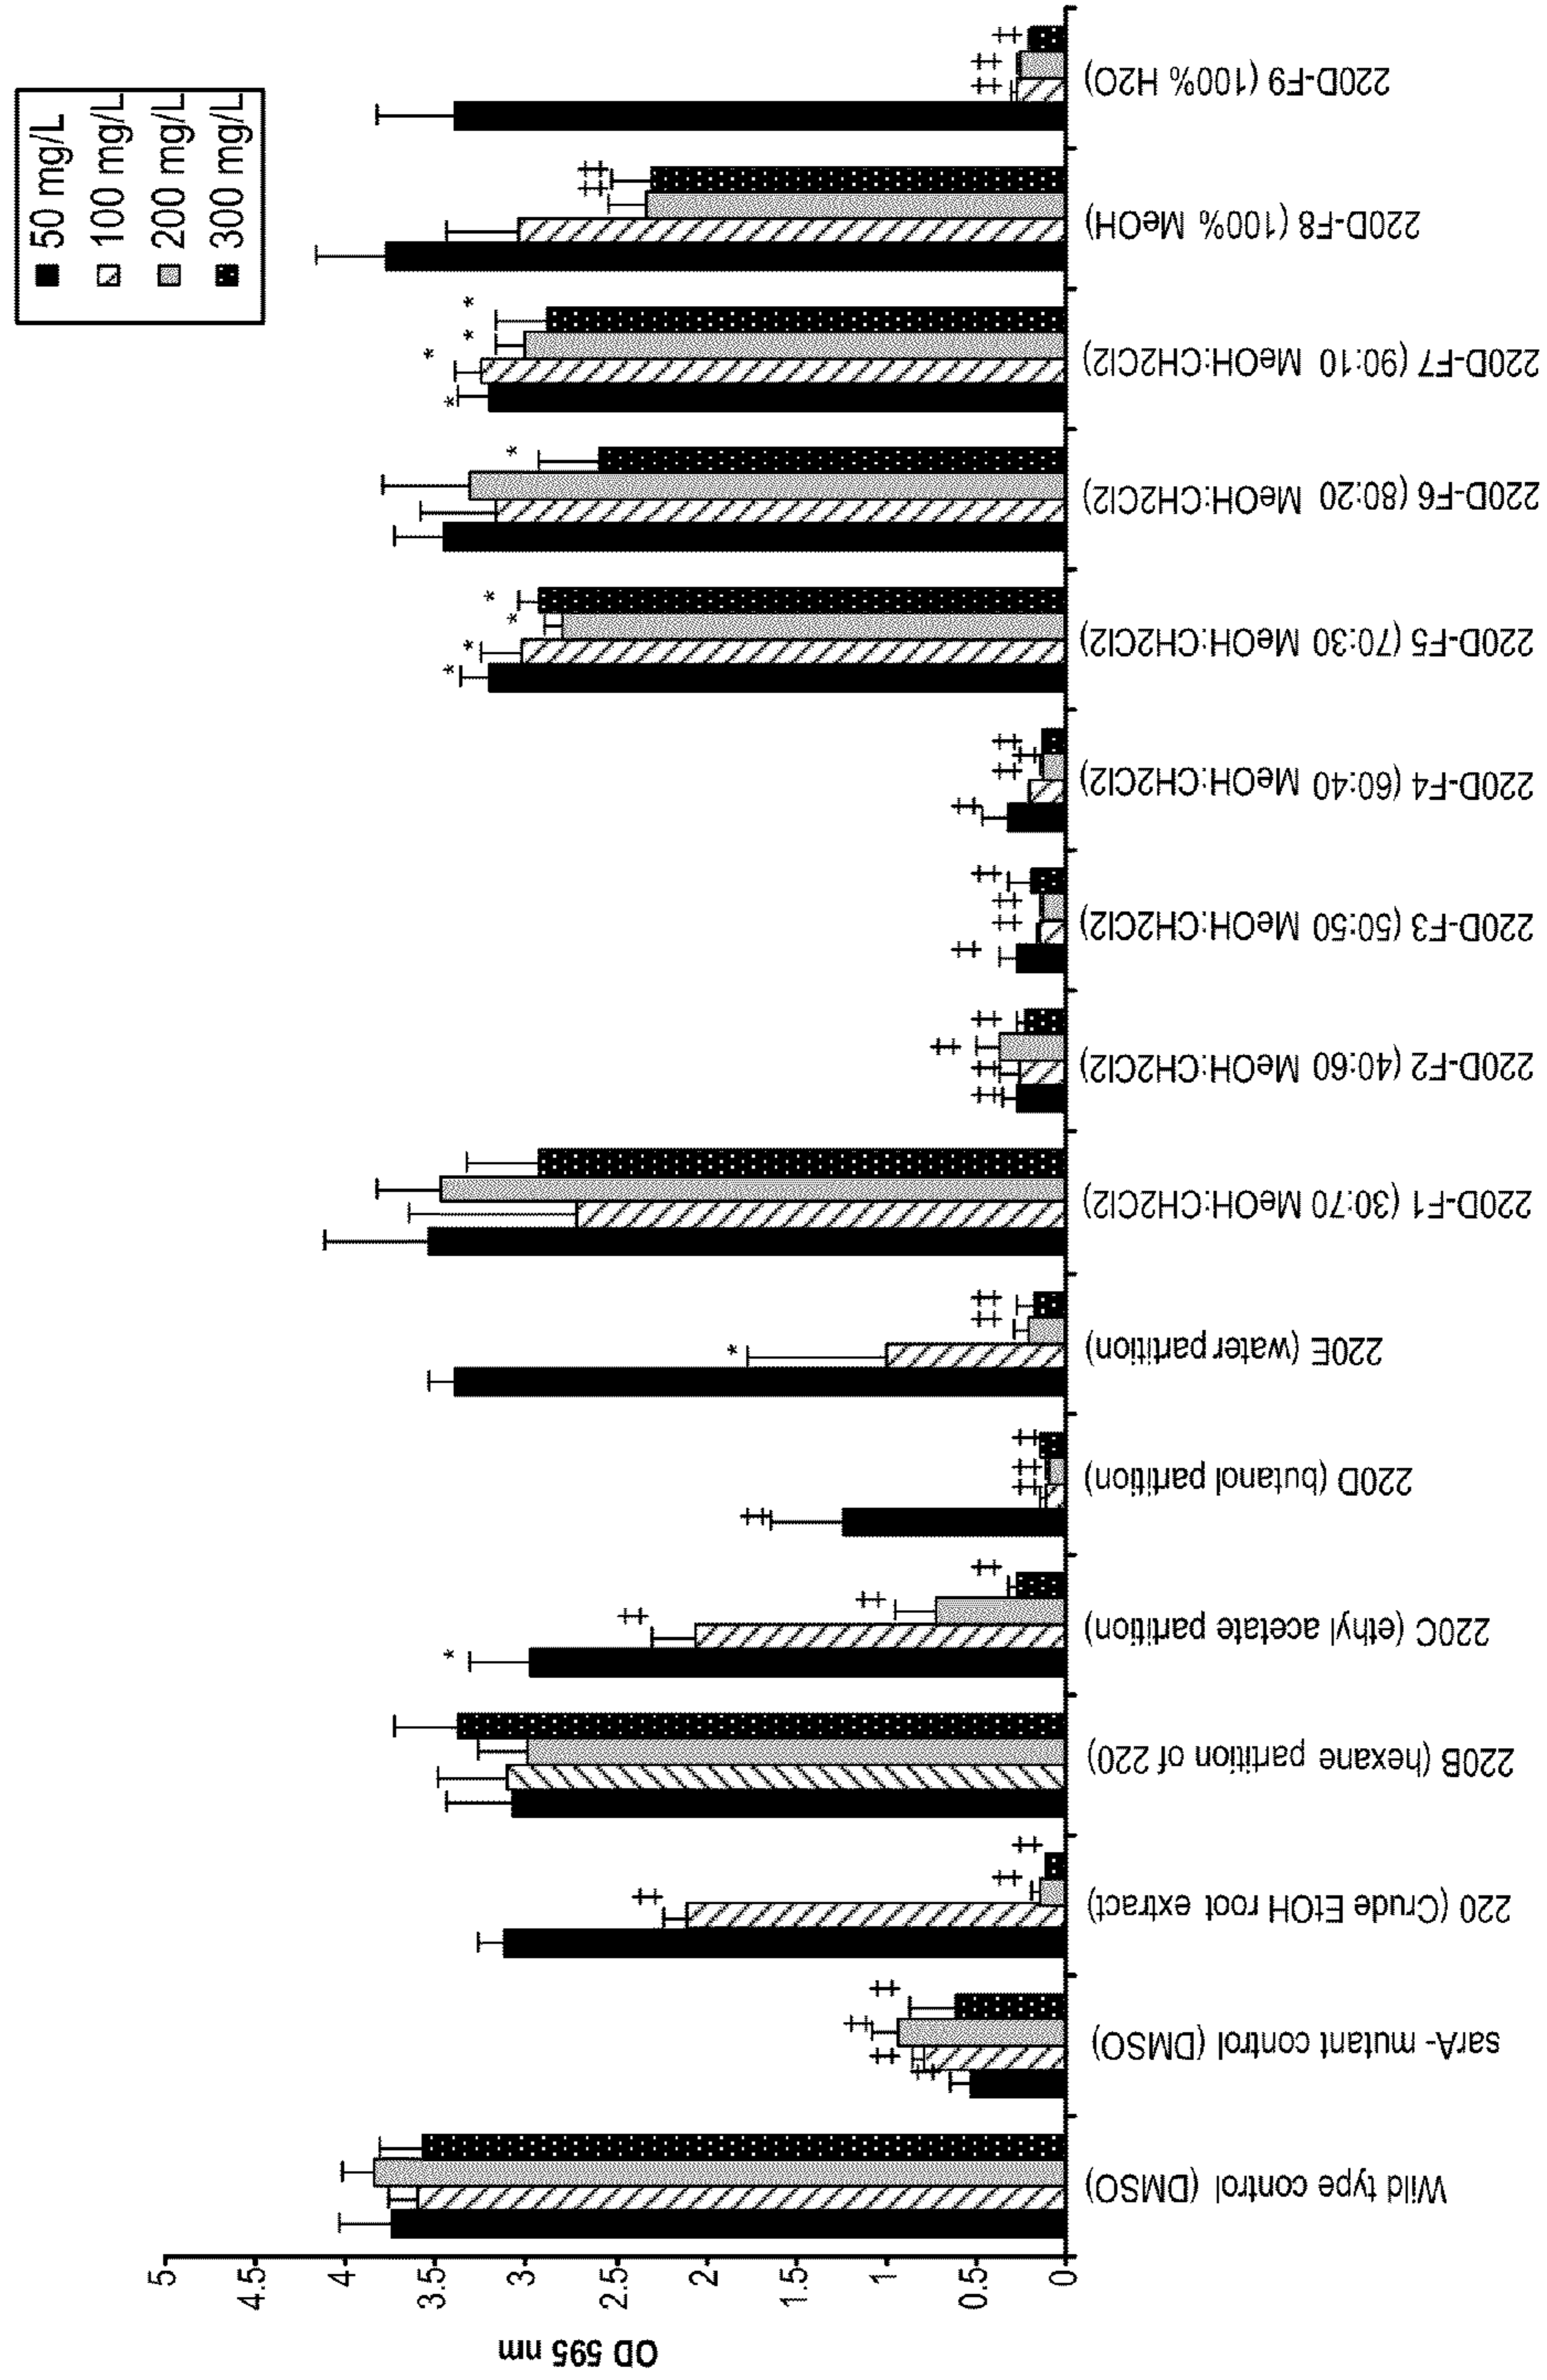 50 mg/L
100 mg/L
200 mg/L
300 mg/L
OD 595 nm
5
4.5
4
3.5
3
2.5
2
1.5
1
0.5
0
Wild type control (DMSO)
sarA- mutant control (DMSO)
220 (Crude EtOH root extract)
220B (hexane partition of 220)
220C (ethyl acetate partition)
220D (butanol partition)
220E (water partition)
220D-F1 (30:70 MeOH:CH2Cl2)
220D-F2 (40:60 MeOH:CH2Cl2)
220D-F3 (50:50 MeOH:CH2Cl2)
220D-F4 (60:40 MeOH:CH2Cl2)
220D-F5 (70:30 MeOH:CH2Cl2)
220D-F6 (80:20 MeOH:CH2Cl2)
220D-F7 (90:10 MeOH:CH2Cl2)
220D-F8 (100% MeOH)
220D-F9 (100% H2O)